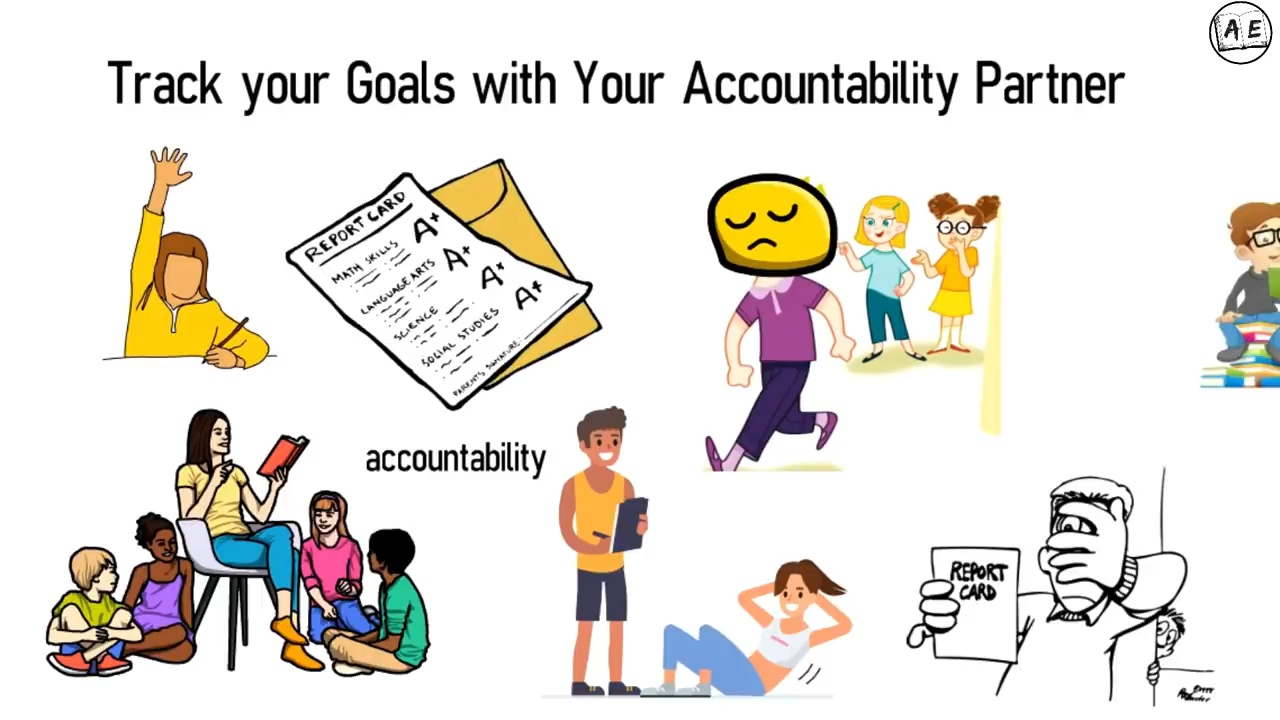 Track your Goals with Your Accountability Partner
A E
REPORT CARD
MATH SKILLS A+
LANGUAGE ARTS A+
SCIENCE A+
SOCIAL STUDIES A+
PARENTS SIGNATURE
accountability
REPORT
CARD